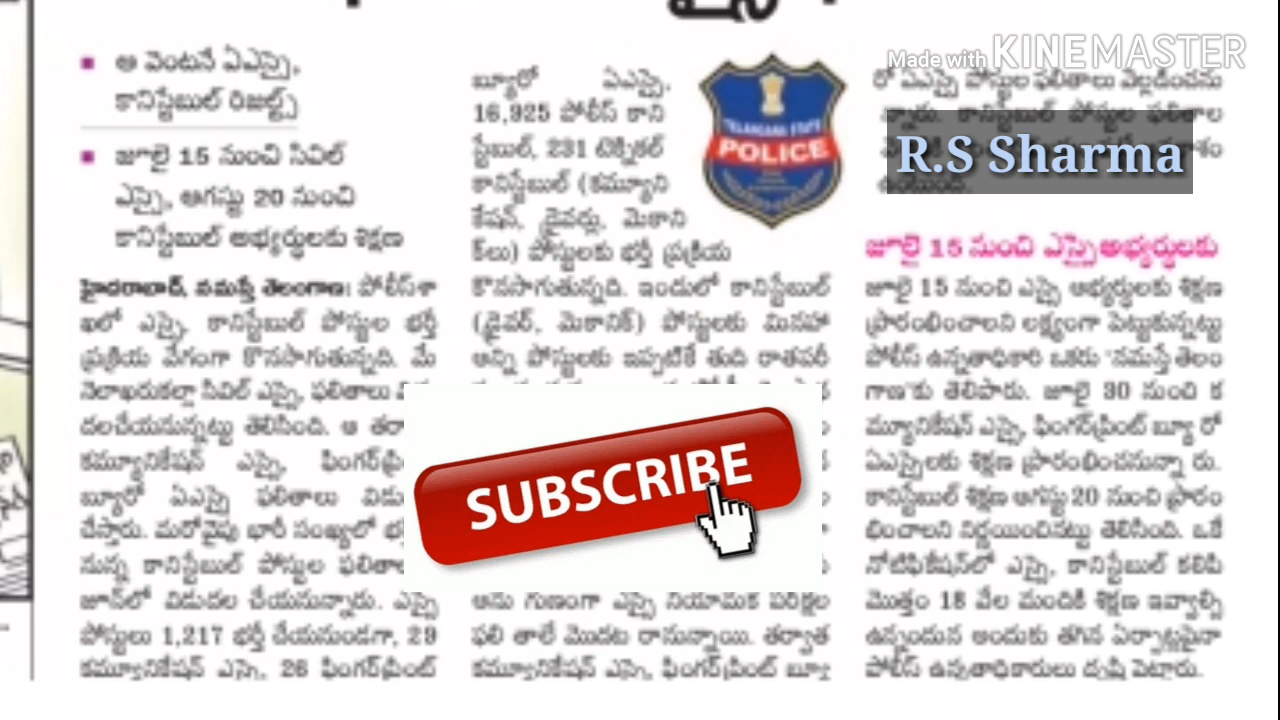 Made with KINEMASTER
R.S Sharma
ఆ వెంటనే ఏఎస్సై,
కానిస్టేబుల్ రిజల్ట్స్
జూలై 15 నుంచి సివిల్
ఎస్సై, ఆగస్టు 20 నుంచి
కానిస్టేబుల్ అభ్యర్థులకు శిక్షణ
హైదరాబాద్, నమస్తే తెలంగాణ: పోలీస్‌శా
ఖలో ఎస్సై, కానిస్టేబుల్ పోస్టుల భర్తీ
ప్రక్రియ వేగంగా కొనసాగుతున్నది. మే
నెలాఖరుకల్లా సివిల్ ఎస్సై, ఫలితాలు
దలచేయనున్నట్టు తెలిసింది. ఆ
కమ్యూనికేషన్ ఎస్సై,
బ్యూరో ఏఎస్సై ఫలితాలు
చేస్తారు. మరోవైపు భారీ సంఖ్యలో
నున్న కానిస్టేబుల్ పోస్టుల
జూన్‌లో విడుదల చేయనున్నారు. ఎస్సై
పోస్టులు 1,217 భర్తీ చేయనుండగా, 29
కమ్యూనికేషన్ ఎస్సై, 26 ఫింగర్‌ప్రింట్
బ్యూరో ఏఎస్సై,
16,925 పోలీస్ కాని
స్టేబుల్, 231 టెక్నికల్
కానిస్టేబుల్ (కమ్యూని
కేషన్, డ్రైవర్లు, మెకాని
క్‌లు) పోస్టులకు భర్తీ ప్రక్రియ
కొనసాగుతున్నది. ఇందులో కానిస్టేబుల్
(డ్రైవర్, మెకానిక్) పోస్టులకు మినహా
అన్ని పోస్టులకు ఇప్పటికే తుది రాతపరీ
అను గుణంగా ఎస్సై నియామక పరీక్షల
ఫలి తాలే మొదట రానున్నాయి. తర్వాత
కమ్యూనికేషన్ ఎస్సై, ఫింగర్‌ప్రింట్ బ్యూ
TELANGANA STATE
POLICE
SUBSCRIBE
రో ఏఎస్సై పోస్టుల ఫలితాలు వెల్లడించను
న్నారు. కానిస్టేబుల్ పోస్టుల ఫలితాల
ఉంటుంది.
జూలై 15 నుంచి ఎస్సైఅభ్యర్థులకు
జూలై 15 నుంచి ఎస్సై అభ్యర్థులకు శిక్షణ
ప్రారంభించాలని లక్ష్యంగా పెట్టుకున్నట్టు
పోలీస్ ఉన్నతాధికారి ఒకరు 'నమస్తే తెలం
గాణ'కు తెలిపారు. జూలై 30 నుంచి క
మ్యూనికేషన్ ఎస్సై, ఫింగర్‌ప్రింట్ బ్యూ రో
ఏఎస్సైలకు శిక్షణ ప్రారంభించనున్నా రు.
కానిస్టేబుల్ శిక్షణ ఆగస్టు20 నుంచి ప్రారం
భించాలని నిర్ణయించినట్టు తెలిసింది. ఒకే
నోటిఫికేషన్‌లో ఎస్సై, కానిస్టేబుల్ కలిపి
మొత్తం 18 వేల మందికి శిక్షణ ఇవ్వాల్సి
ఉన్నందున అందుకు తగిన ఏర్పాట్లపైనా
పోలీస్ ఉన్నతాధికారులు దృష్టి పెట్టారు.